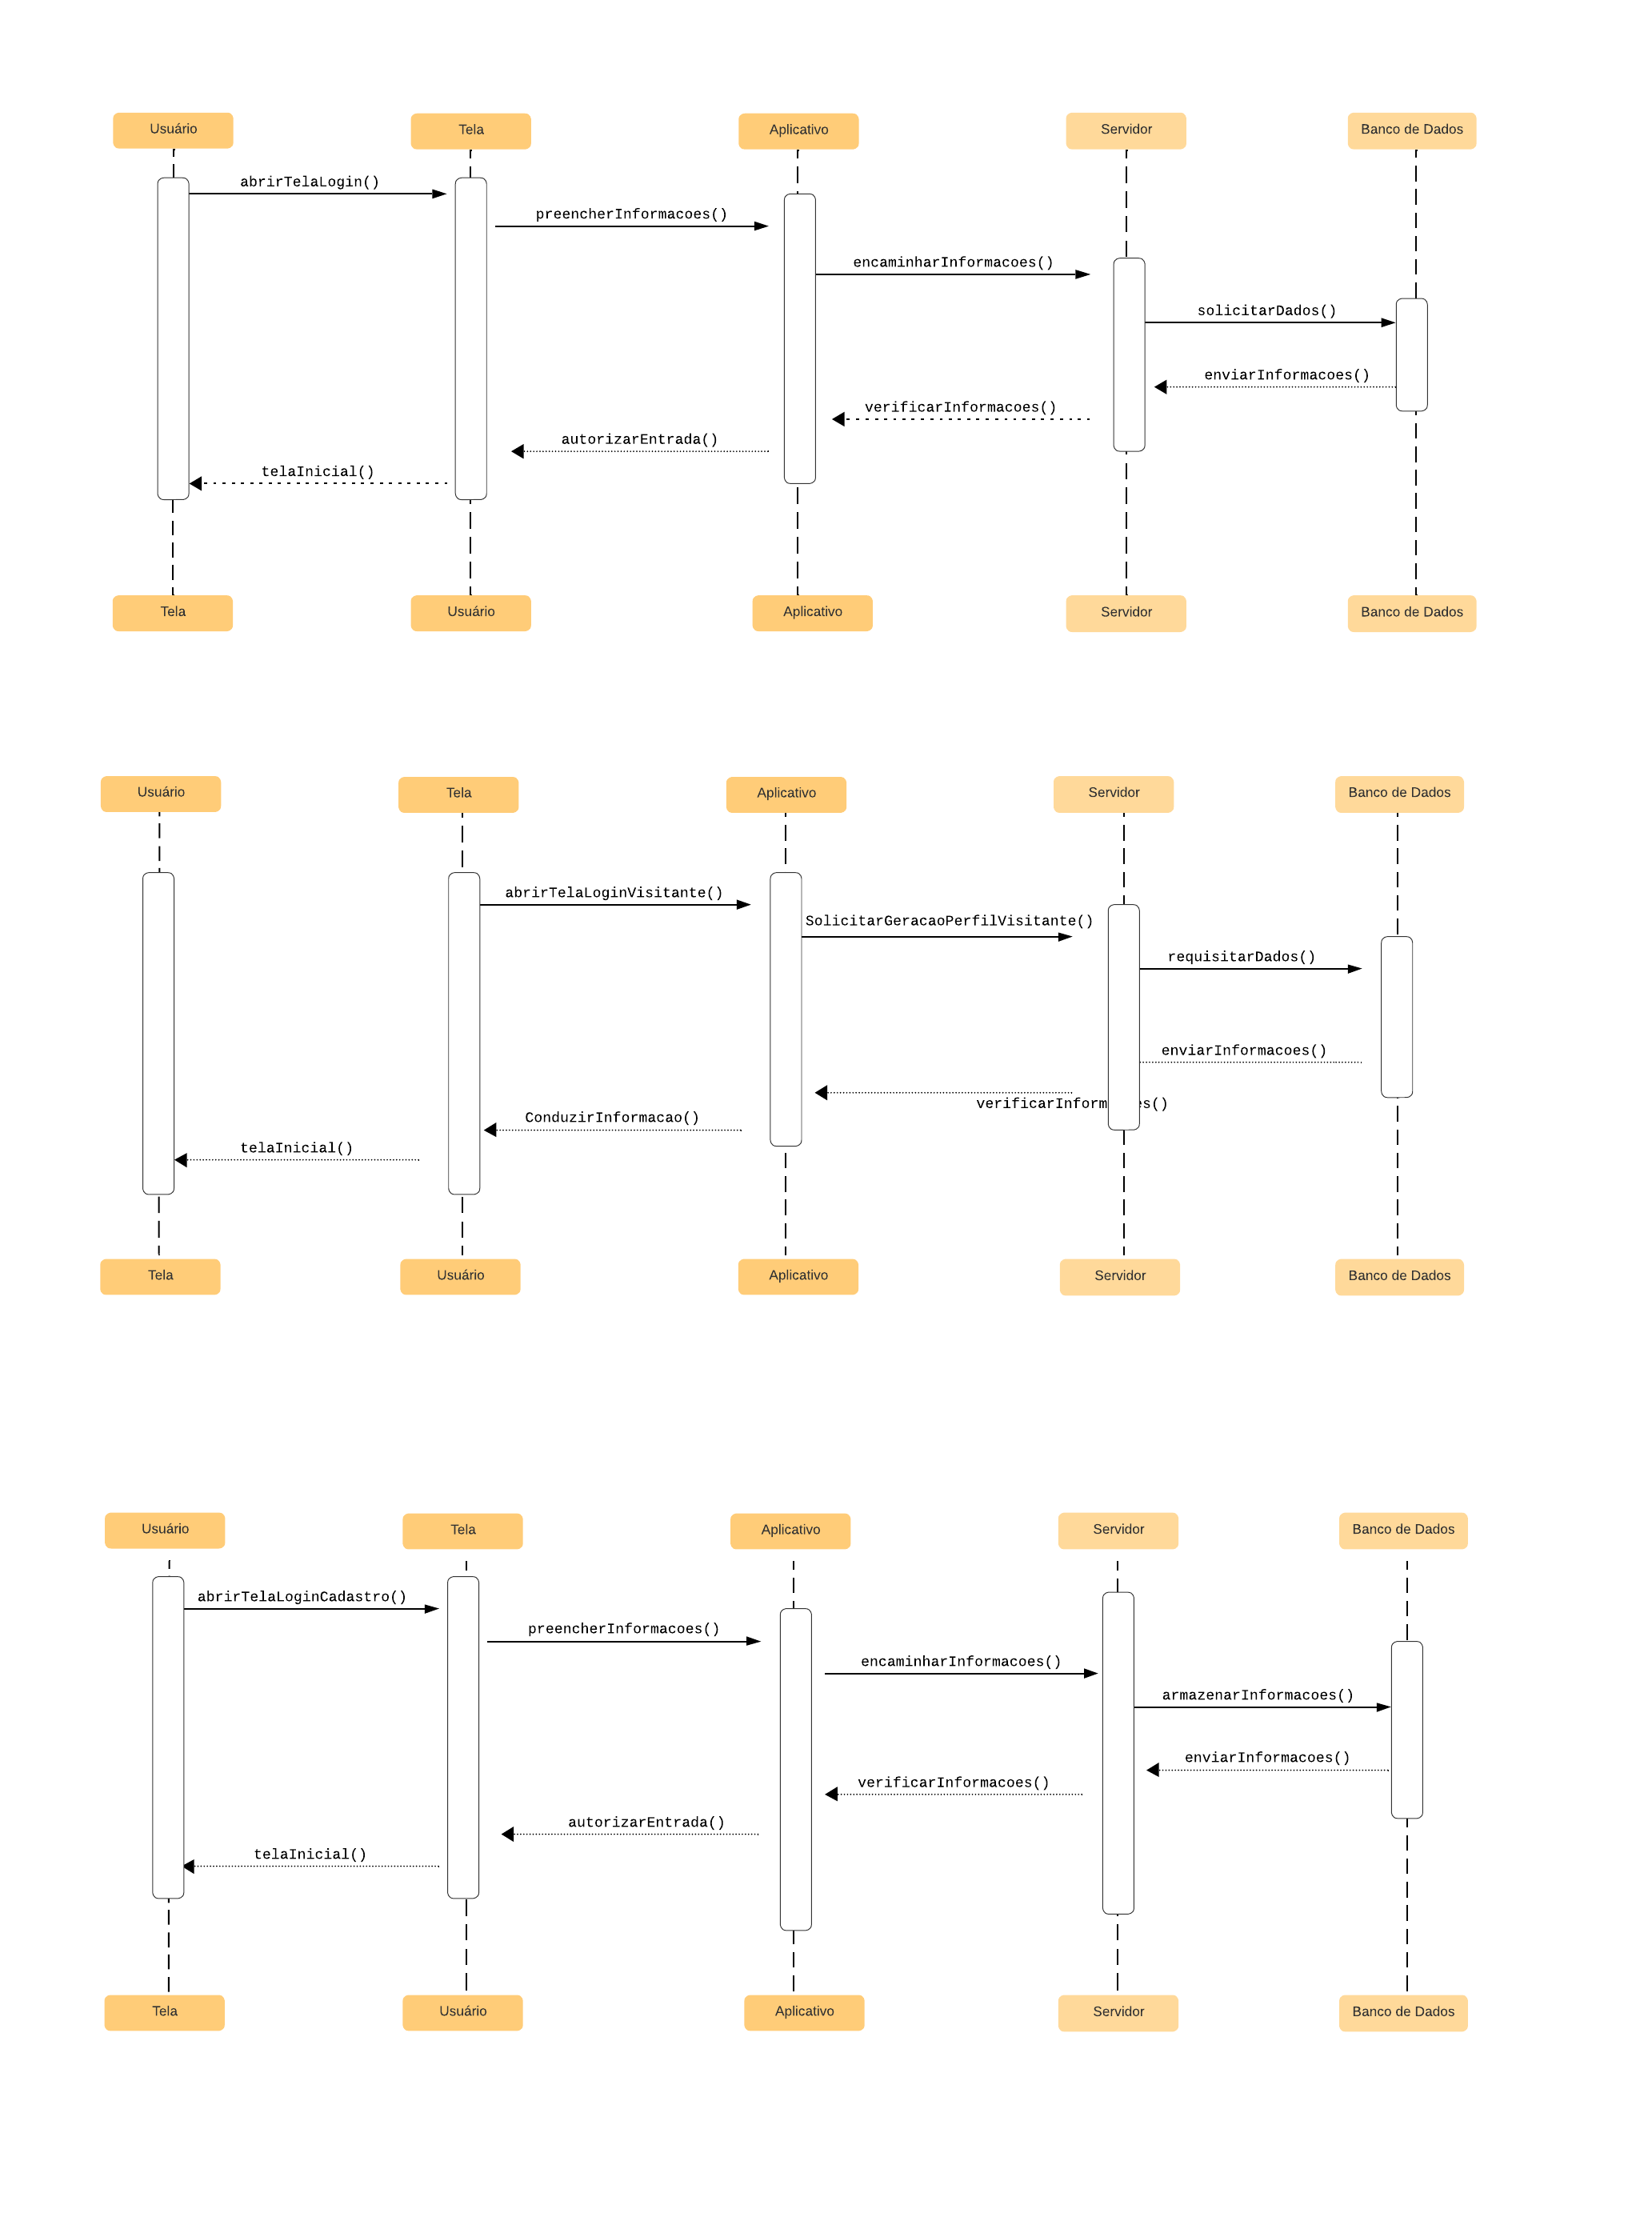 Usuário
Tela
Aplicativo
Servidor
Banco de Dados
abrirTelaLogin()
preencherInformacoes()
encaminharInformacoes()
solicitarDados()
enviarInformacoes()
verificarInformacoes()
autorizarEntrada()
telaInicial()
Tela
Usuário
Aplicativo
Servidor
Banco de Dados
Usuário
Tela
Aplicativo
Servidor
Banco de Dados
abrirTelaLoginVisitante()
SolicitarGeracaoPerfilVisitante()
requisitarDados()
enviarInformacoes()
verificarInformacoes()
ConduzirInformacao()
telaInicial()
Tela
Usuário
Aplicativo
Servidor
Banco de Dados
Usuário
Tela
Aplicativo
Servidor
Banco de Dados
abrirTelaLoginCadastro()
preencherInformacoes()
encaminharInformacoes()
armazenarInformacoes()
enviarInformacoes()
verificarInformacoes()
autorizarEntrada()
telaInicial()
Tela
Usuário
Aplicativo
Servidor
Banco de Dados